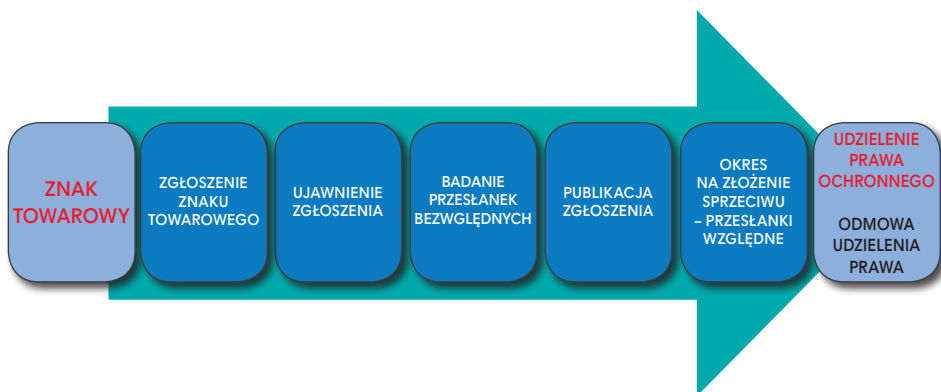 ZNAK
TOWAROWY
ZGŁOSZENIE
ZNAKU
TOWAROWEGO
UJAWNIENIE
ZGŁOSZENIA
BADANIE
PRZESŁANEK
BEZWGLĘDNYCH
PUBLIKACJA
ZGŁOSZENIA
OKRES
NA ZŁOŻENIE
SPRZECIWU
– PRZESŁANKI
WZGLĘDNE
UDZIELENIE
PRAWA
OCHRONNEGO
ODMOWA
UDZIELENIA
PRAWA